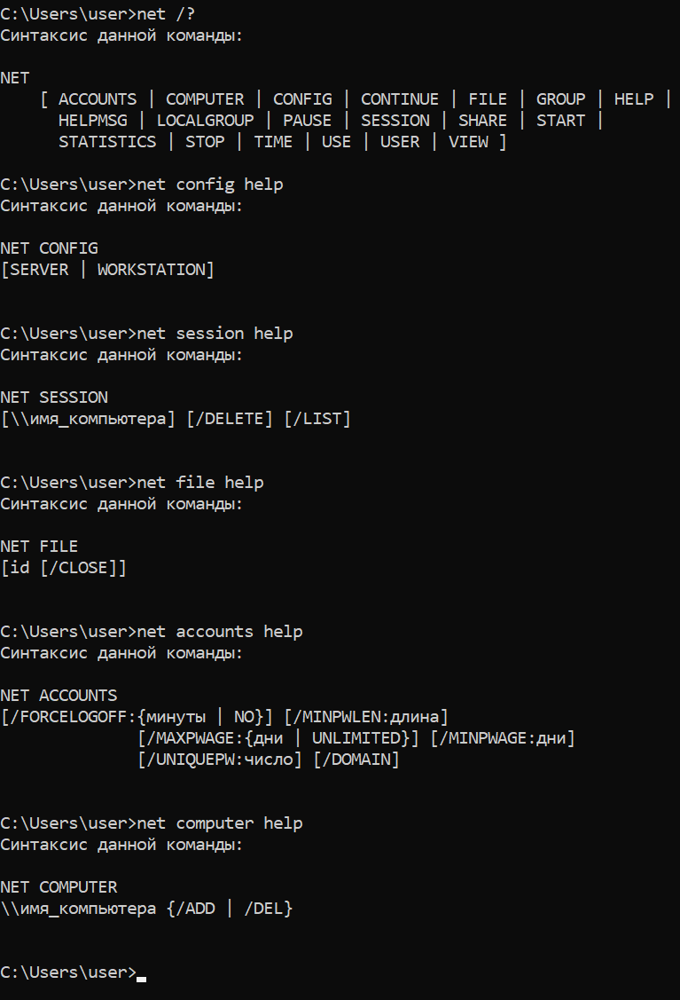 C:\Users\user>net /?
Синтаксис данной команды:
NET
[ ACCOUNTS | COMPUTER | CONFIG | CONTINUE | FILE | GROUP | HELP |
HELPMSG | LOCALGROUP | PAUSE | SESSION | SHARE | START |
STATISTICS | STOP | TIME | USE | USER | VIEW ]
C:\Users\user>net config help
Синтаксис данной команды:
NET CONFIG
[SERVER | WORKSTATION]
C:\Users\user>net session help
Синтаксис данной команды:
NET SESSION
[\\имя_компьютера] [/DELETE] [/LIST]
C:\Users\user>net file help
Синтаксис данной команды:
NET FILE
[id [/CLOSE]]
C:\Users\user>net accounts help
Синтаксис данной команды:
NET ACCOUNTS
[/FORCELOGOFF:{минуты | NO}] [/MINPWLEN:длина]
[/MAXPWAGE:{дни | UNLIMITED}] [/MINPWAGE:дни]
[/UNIQUEPW:число] [/DOMAIN]
C:\Users\user>net computer help
Синтаксис данной команды:
NET COMPUTER
\\имя_компьютера {/ADD | /DEL}
C:\Users\user>